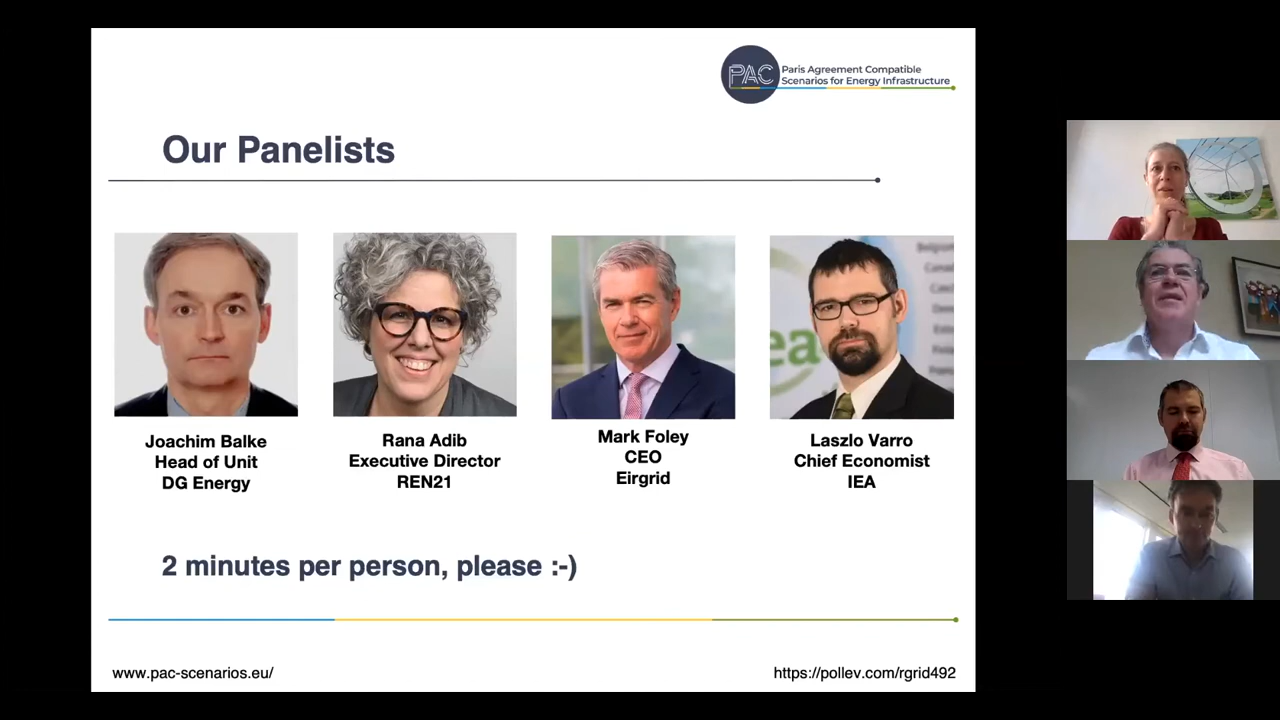 PAC
Paris Agreement Compatible
Scenarios for Energy Infrastructure
Our Panelists
Joachim Balke
Head of Unit
DG Energy
Rana Adib
Executive Director
REN21
Mark Foley
CEO
Eirgrid
ea
Laszlo Varro
Chief Economist
IEA
2 minutes per person, please :-)
www.pac-scenarios.eu/
https://pollev.com/rgrid492